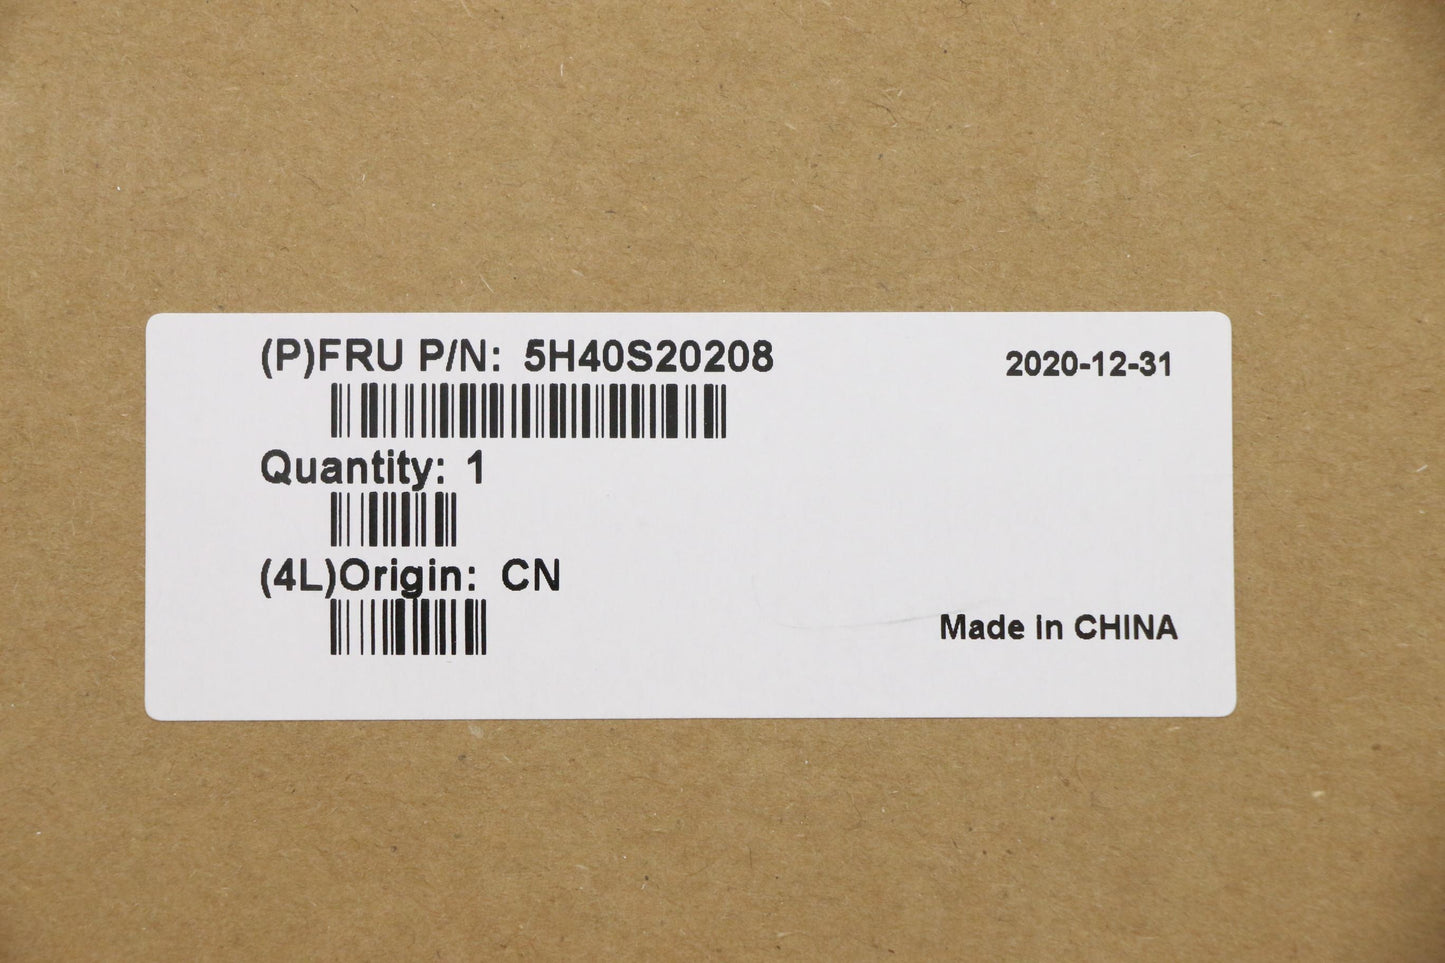 (P)FRU P/N: 5H40S20208
2020-12-31
Quantity: 1
(4L)Origin: CN
Made in CHINA